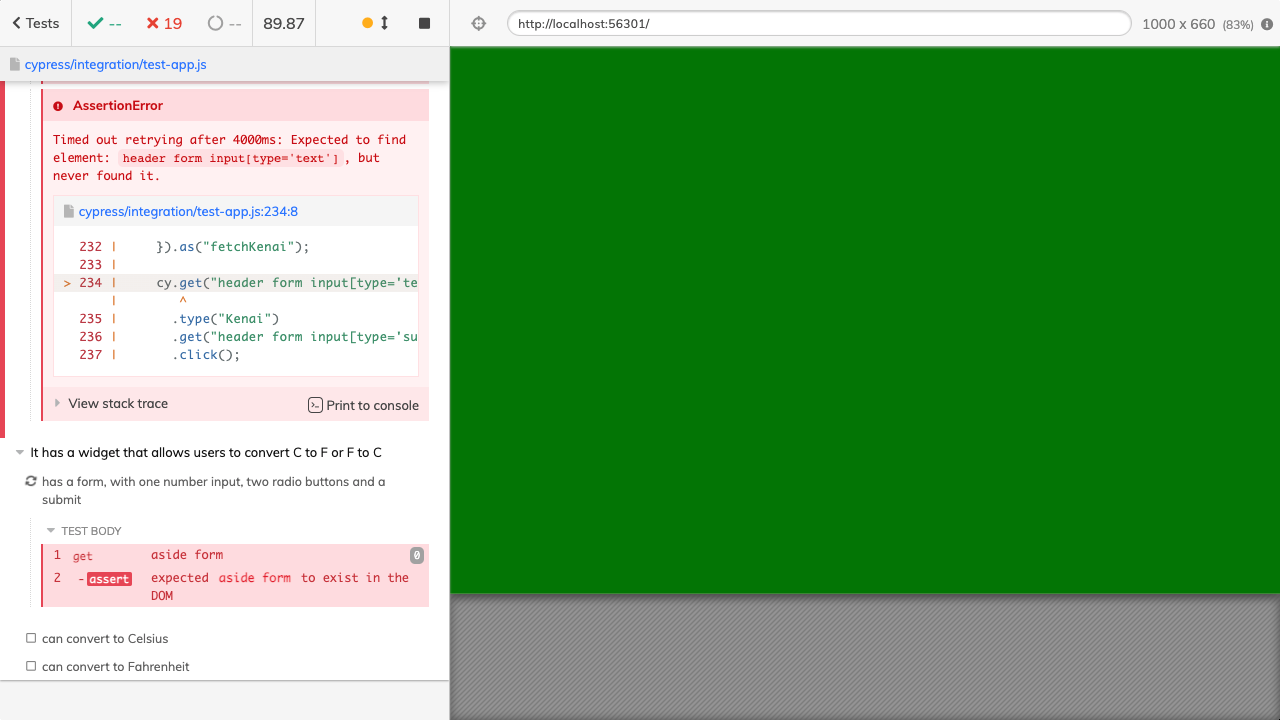 Tests -- 19 -- 89.87
http://localhost:56301/ 1000 x 660 (83%)
cypress/integration/test-app.js
AssertionError
Timed out retrying after 4000ms: Expected to find
element: header form input[type='text'], but
never found it.
cypress/integration/test-app.js:234:8
232 | }).as("fetchKenai");
233 |
> 234 | cy.get("header form input[type='te
| ^
235 | .type("Kenai")
236 | .get("header form input[type='su
237 | .click();
View stack trace Print to console
It has a widget that allows users to convert C to F or F to C
has a form, with one number input, two radio buttons and a
submit
TEST BODY
1 get aside form 0
2 -assert expected aside form to exist in the
DOM
can convert to Celsius
can convert to Fahrenheit